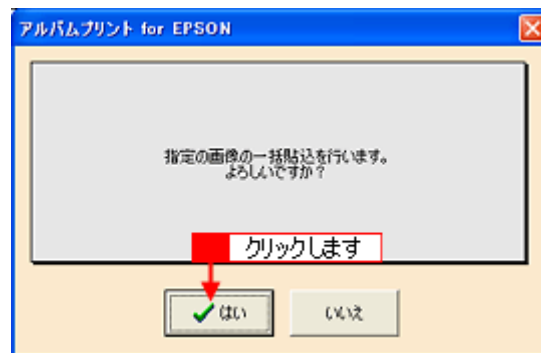 アルバムプリント for EPSON
指定の画像の一括貼込を行います。
よろしいですか？
クリックします
はい
いいえ